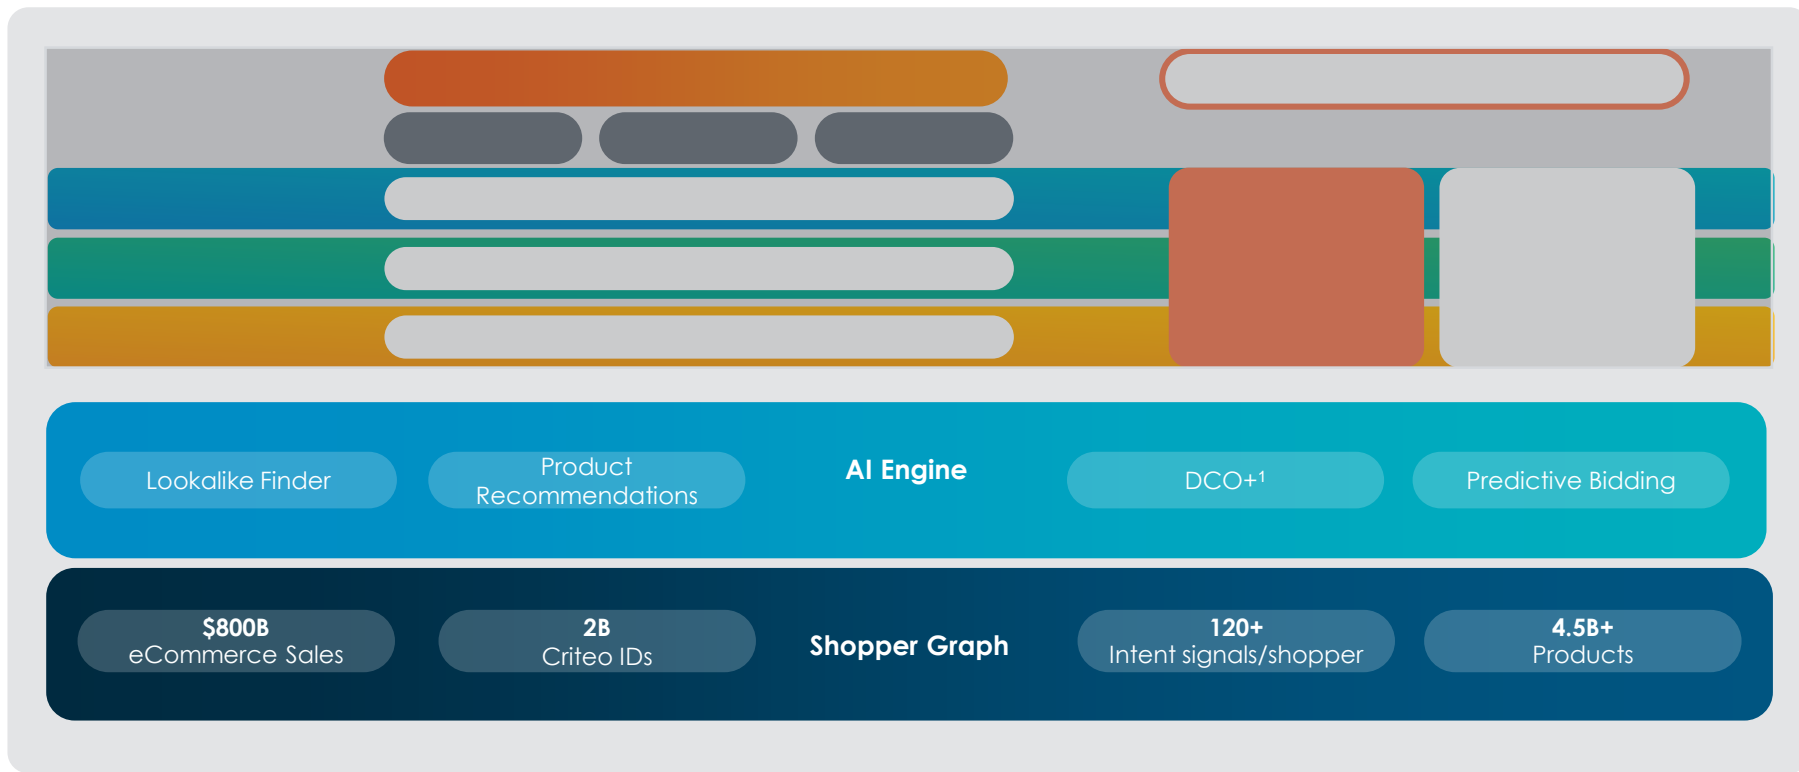 Lookalike Finder
Product
Recommendations
AI Engine
DCO+¹
Predictive Bidding
$800B
eCommerce Sales
2B
Criteo IDs
Shopper Graph
120+
Intent signals/shopper
4.5B+
Products